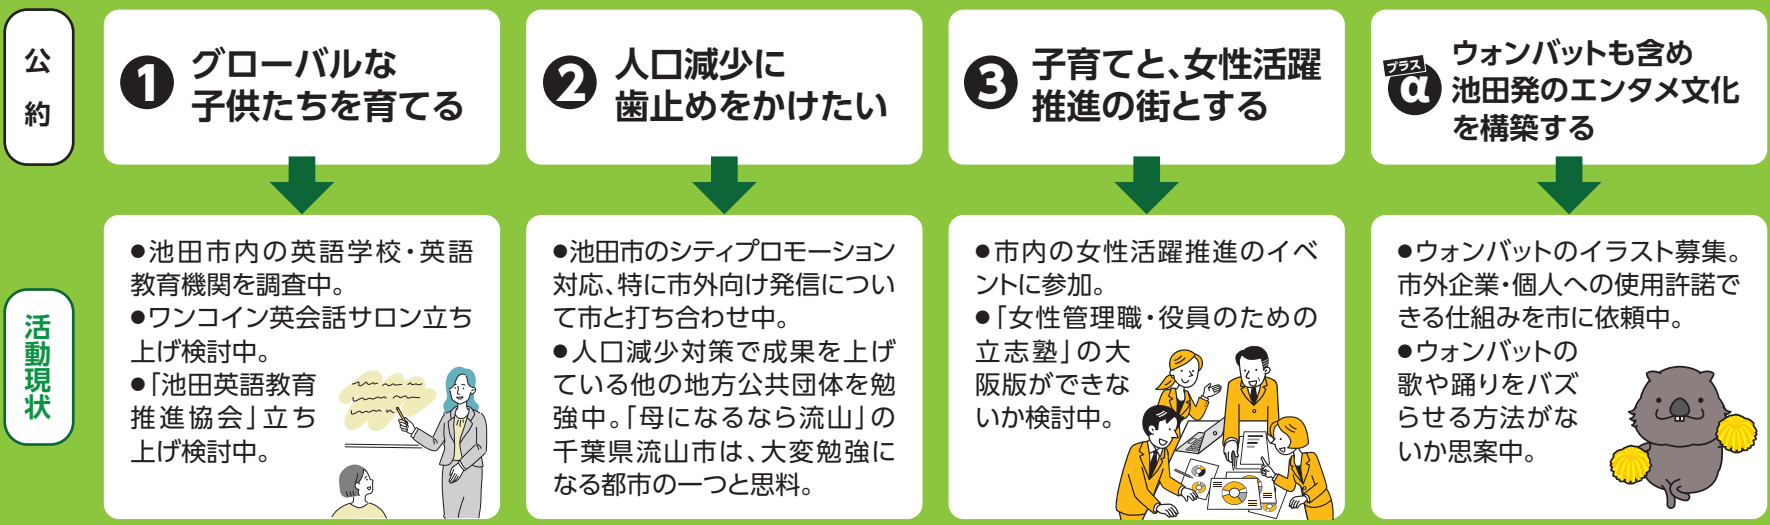 公約
❶ グローバルな
子供たちを育てる
❷ 人口減少に
歯止めをかけたい
❸ 子育てと、女性活躍
推進の街とする
プラス
α
ウォンバットも含め
池田発のエンタメ文化
を構築する
活動現状
●池田市内の英語学校・英語
教育機関を調査中。
●ワンコイン英会話サロン立ち
上げ検討中。
●「池田英語教育
推進協会」立ち
上げ検討中。
●池田市のシティプロモーション
対応、特に市外向け発信につい
て市と打ち合わせ中。
●人口減少対策で成果を上げ
ている他の地方公共団体を勉
強中。「母になるなら流山」の
千葉県流山市は、大変勉強に
なる都市の一つと思料。
●市内の女性活躍推進のイベ
ントに参加。
●「女性管理職・役員のための
立志塾」の大
阪版ができな
いか検討中。
●ウォンバットのイラスト募集。
市外企業・個人への使用許諾で
きる仕組みを市に依頼中。
●ウォンバットの
歌や踊りをバズ
らせる方法がな
いか思案中。